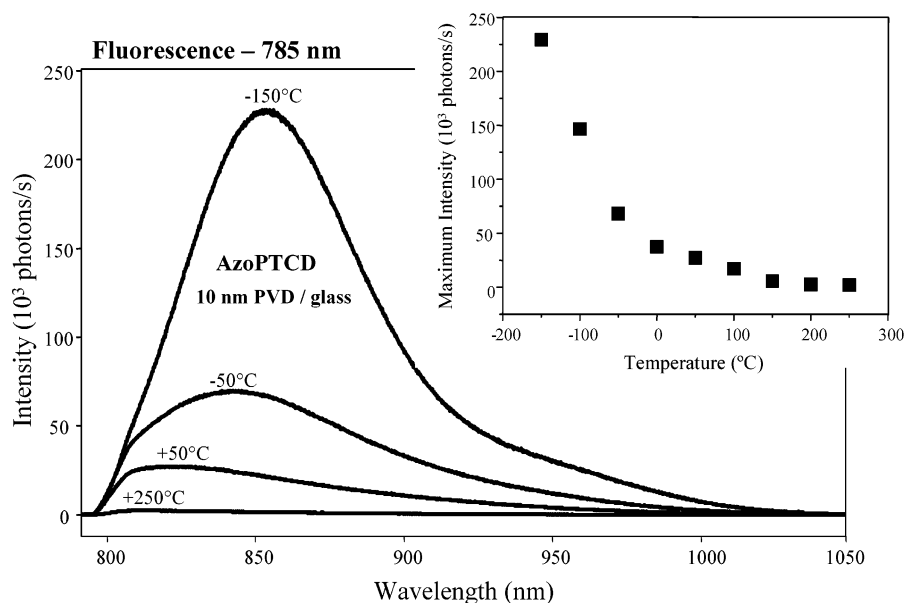 Fluorescence – 785 nm
Intensity (10³ photons/s)
250
200
150
100
50
0
800
850
900
950
1000
1050
Wavelength (nm)
-150°C
AzoPTCD
10 nm PVD / glass
-50°C
+50°C
+250°C
Maximum Intensity (10³ photons/s)
250
200
150
100
50
0
-200
-100
0
100
200
300
Temperature (ºC)